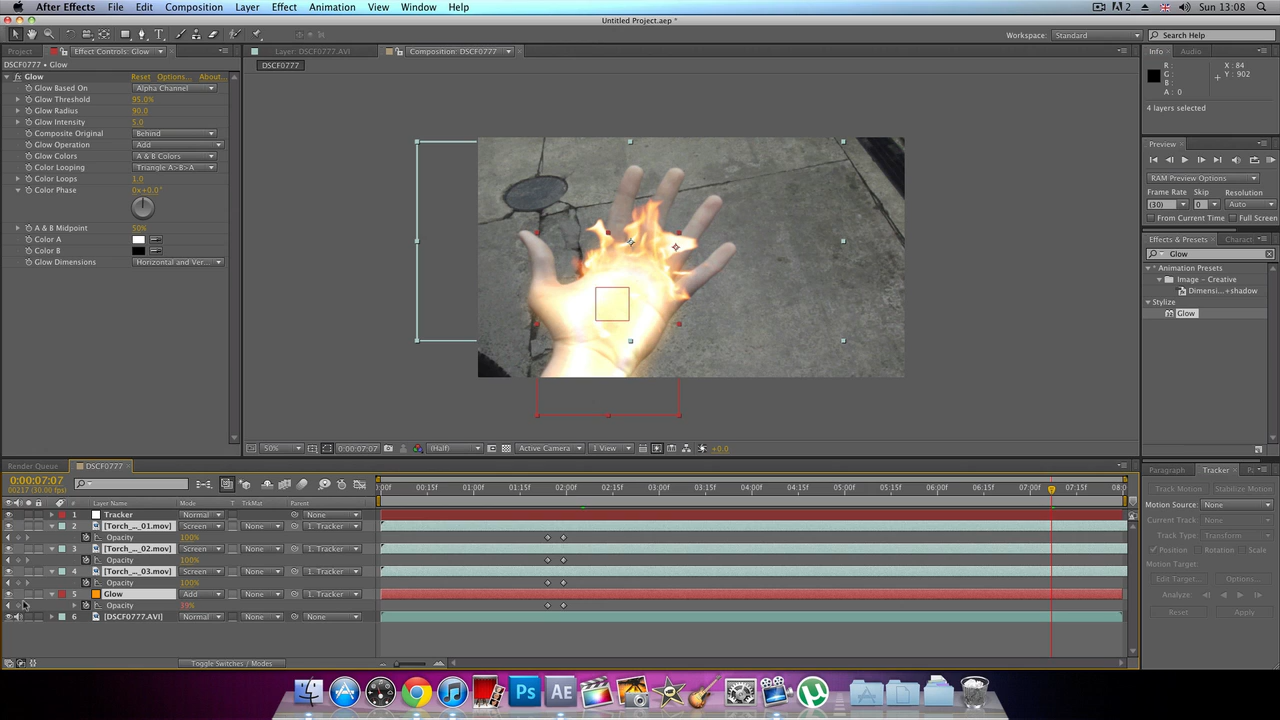 After Effects File Edit Composition Layer Effect Animation View Window Help 2 Sun 13:08
Untitled Project.aep *
Workspace: Standard Search Help
Project Effect Controls: Glow Layer: DSCF0777.AVI Composition: DSCF0777 Info Audio
DSCF0777 • Glow DSCF0777
Glow Reset Options... About...
Glow Based On Alpha Channel
Glow Threshold 95.0%
Glow Radius 90.0
Glow Intensity 5.0
Composite Original Behind
Glow Operation Add
Glow Colors A & B Colors
Color Looping Triangle A>B>A
Color Loops 1.0
Color Phase 0x+0.0°
A & B Midpoint 50%
Color A
Color B
Glow Dimensions Horizontal and Ver...
R :
G :
B :
A : 0
X : 84
Y : 902
4 layers selected
Preview
RAM Preview Options
Frame Rate Skip Resolution
(30) 0 Auto
From Current Time Full Screen
Effects & Presets Charact
Glow
* Animation Presets
Image – Creative
Dimensi...+shadow
Stylize
Glow
50% 0:00:07:07 (Half) Active Camera 1 View +0.0
Render Queue DSCF0777
0:00:07:07
00217 (30.00 fps)
:00f 00:15f 01:00f 01:15f 02:00f 02:15f 03:00f 03:15f 04:00f 04:15f 05:00f 05:15f 06:00f 06:15f 07:00f 07:15f 08:0
# Layer Name Mode T TrkMat Parent
1 Tracker Normal None
2 [Torch_..._01.mov] Screen None 1. Tracker
Opacity 100%
3 [Torch_..._02.mov] Screen None 1. Tracker
Opacity 100%
4 [Torch_..._03.mov] Screen None 1. Tracker
Opacity 100%
5 Glow Add None 1. Tracker
Opacity 39%
6 [DSCF0777.AVI] Normal None None
Toggle Switches / Modes
Paragraph Tracker
Track Motion Stabilize Motion
Motion Source: None
Current Track: None
Track Type: Transform
Position Rotation Scale
Motion Target:
Edit Target... Options...
Analyze:
Reset Apply
Ps AE